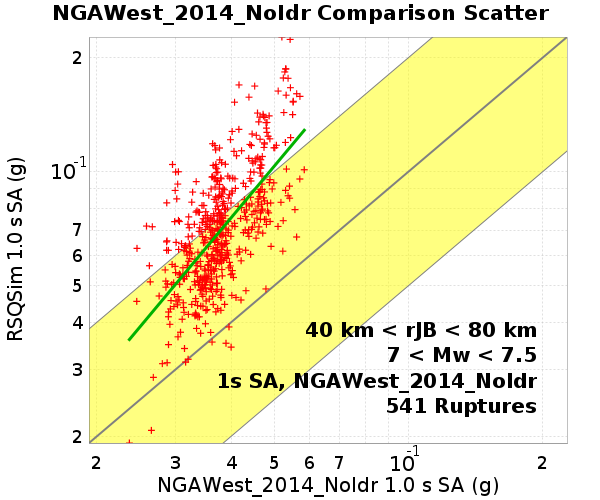 NGAWest_2014_NoIdr Comparison Scatter
RSQSim 1.0 s SA (g)
2
10⁻¹
7
6
5
4
3
2
40 km < rJB < 80 km
7 < Mw < 7.5
1s SA, NGAWest_2014_NoIdr
541 Ruptures
2 3 4 5 6 7 10⁻¹ 2
NGAWest_2014_NoIdr 1.0 s SA (g)